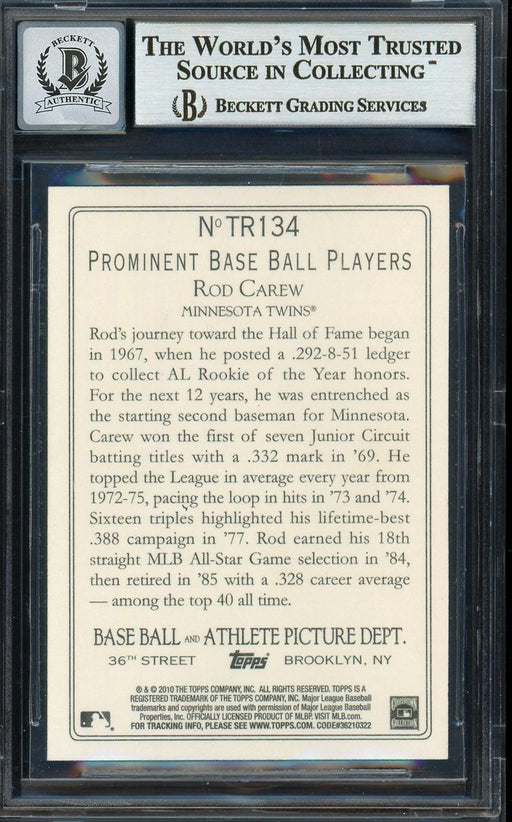 BECKETT
B
AUTHENTIC
THE WORLD'S MOST TRUSTED
SOURCE IN COLLECTING™
B BECKETT GRADING SERVICES
Nº TR134
PROMINENT BASE BALL PLAYERS
ROD CAREW
MINNESOTA TWINS®
Rod's journey toward the Hall of Fame began
in 1967, when he posted a .292-8-51 ledger
to collect AL Rookie of the Year honors.
For the next 12 years, he was entrenched as
the starting second baseman for Minnesota.
Carew won the first of seven Junior Circuit
batting titles with a .332 mark in '69. He
topped the League in average every year from
1972-75, pacing the loop in hits in '73 and '74.
Sixteen triples highlighted his lifetime-best
.388 campaign in '77. Rod earned his 18th
straight MLB All-Star Game selection in '84,
then retired in '85 with a .328 career average
— among the top 40 all time.
BASE BALL AND ATHLETE PICTURE DEPT.
36TH STREET Topps BROOKLYN, NY
® & © 2010 THE TOPPS COMPANY, INC. ALL RIGHTS RESERVED. TOPPS IS A
REGISTERED TRADEMARK OF THE TOPPS COMPANY, INC. Major League Baseball
trademarks and copyrights are used with permission of Major League Baseball
Properties, Inc. OFFICIALLY LICENSED PRODUCT OF MLBP. VISIT MLB.com.
FOR TRACKING INFO, PLEASE SEE WWW.TOPPS.COM. CODE#36210322
COOPERSTOWN
COLLECTION